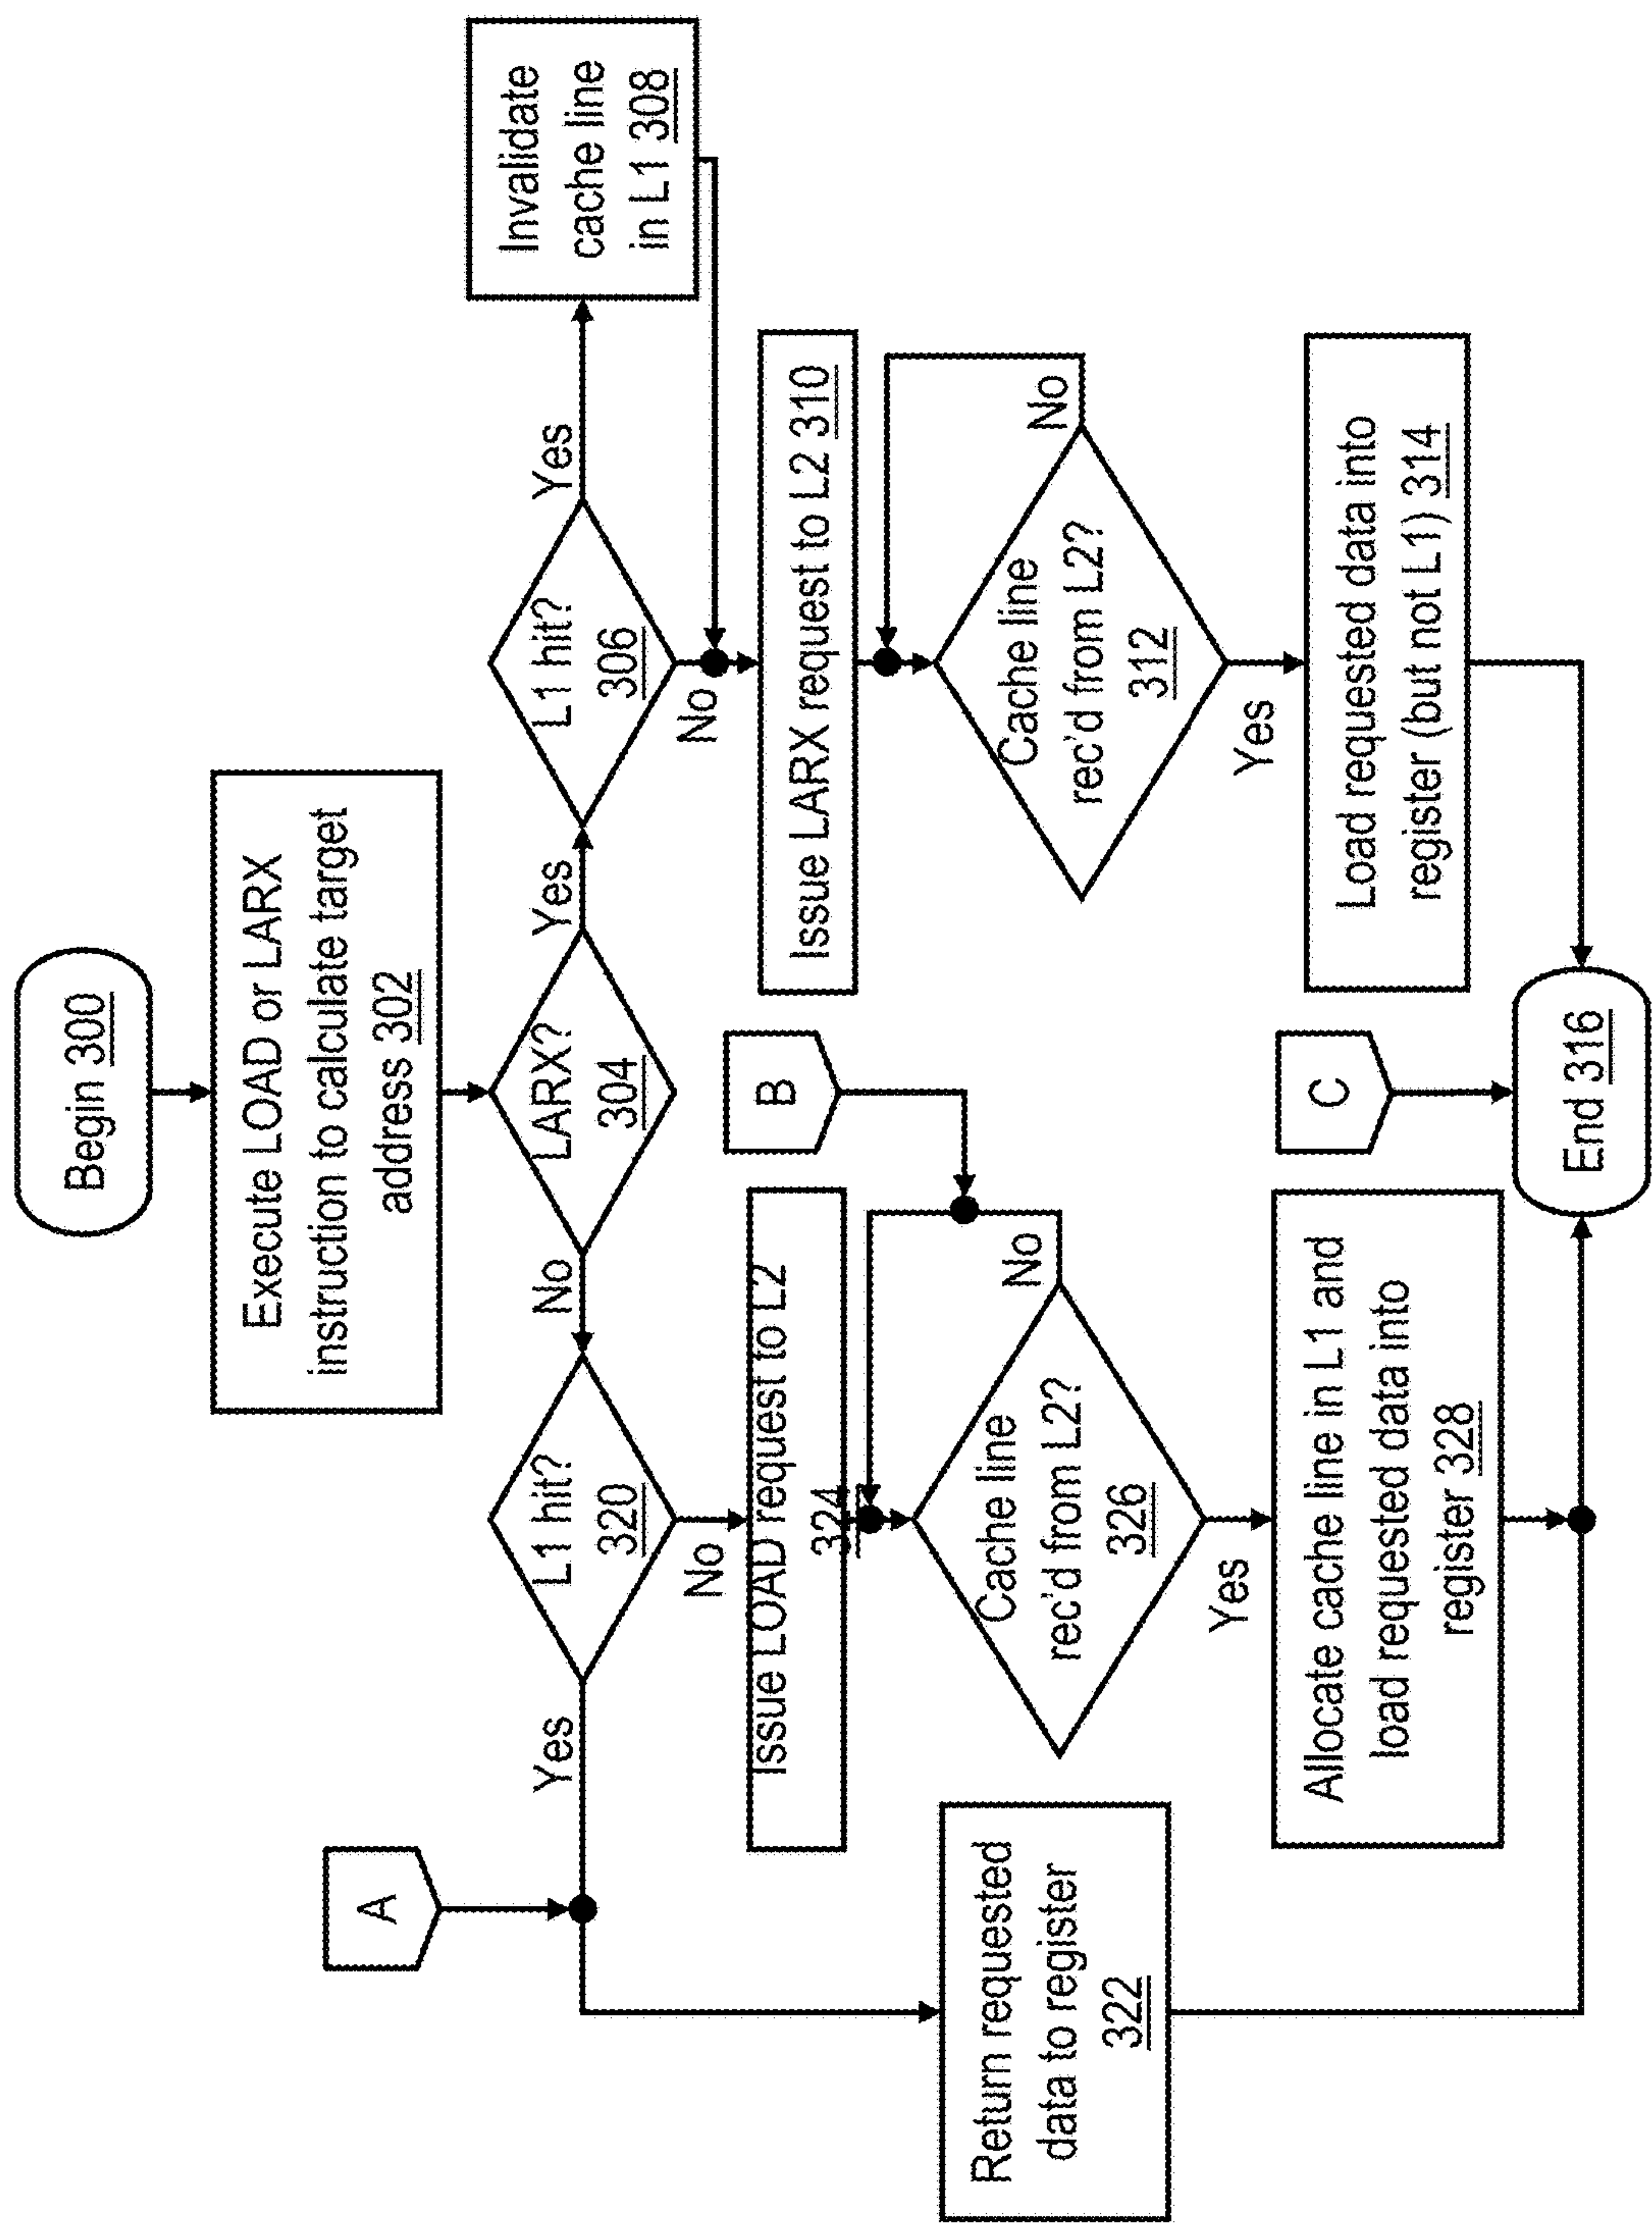 Begin 300
Execute LOAD or LARX
instruction to calculate target
address 302
LARX?
304
Yes
No
L1 hit?
306
Yes
No
Invalidate
cache line
in L1 308
Issue LARX request to L2 310
Cache line
rec'd from L2?
312
No
Yes
Load requested data into
register (but not L1) 314
A
L1 hit?
320
Yes
No
Issue LOAD request to L2
324
B
Cache line
rec'd from L2?
326
No
Yes
Return requested
data to register
322
Allocate cache line in L1 and
load requested data into
register 328
C
End 316